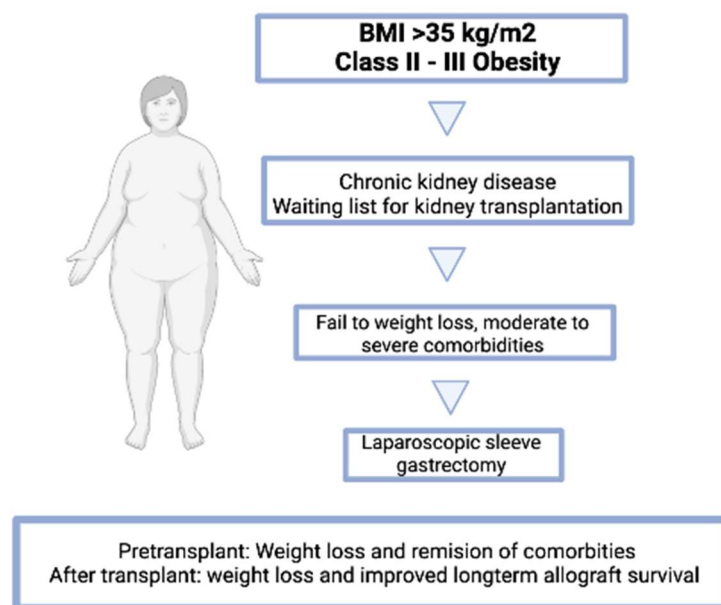 BMI >35 kg/m2
Class II - III Obesity
Chronic kidney disease
Waiting list for kidney transplantation
Fail to weight loss, moderate to
severe comorbidities
Laparoscopic sleeve
gastrectomy
Pretransplant: Weight loss and remision of comorbities
After transplant: weight loss and improved longterm allograft survival